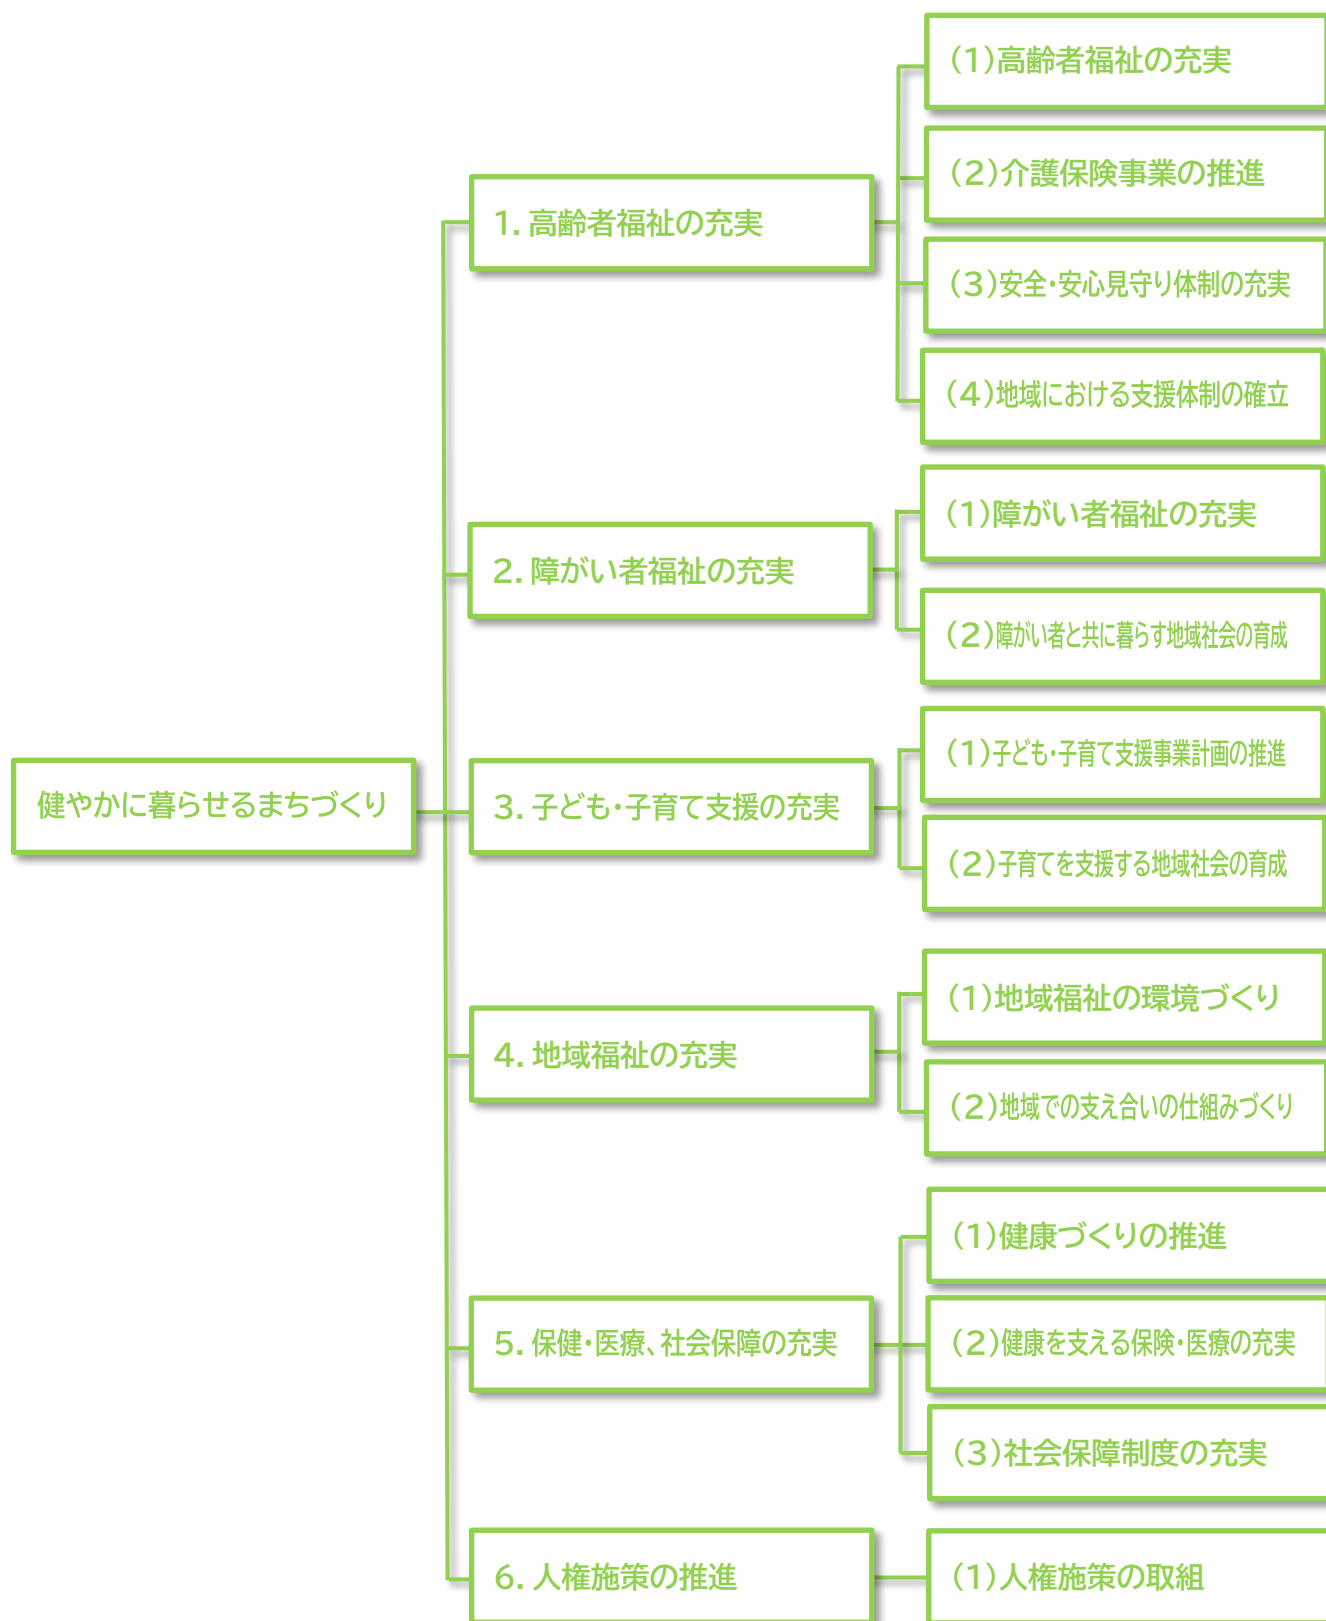 健やかに暮らせるまちづくり
1．高齢者福祉の充実
(1)高齢者福祉の充実
(2)介護保険事業の推進
(3)安全・安心見守り体制の充実
(4)地域における支援体制の確立
2．障がい者福祉の充実
(1)障がい者福祉の充実
(2)障がい者と共に暮らす地域社会の育成
3．子ども・子育て支援の充実
(1)子ども・子育て支援事業計画の推進
(2)子育てを支援する地域社会の育成
4．地域福祉の充実
(1)地域福祉の環境づくり
(2)地域での支え合いの仕組みづくり
5．保健・医療、社会保障の充実
(1)健康づくりの推進
(2)健康を支える保険・医療の充実
(3)社会保障制度の充実
6．人権施策の推進
(1)人権施策の取組